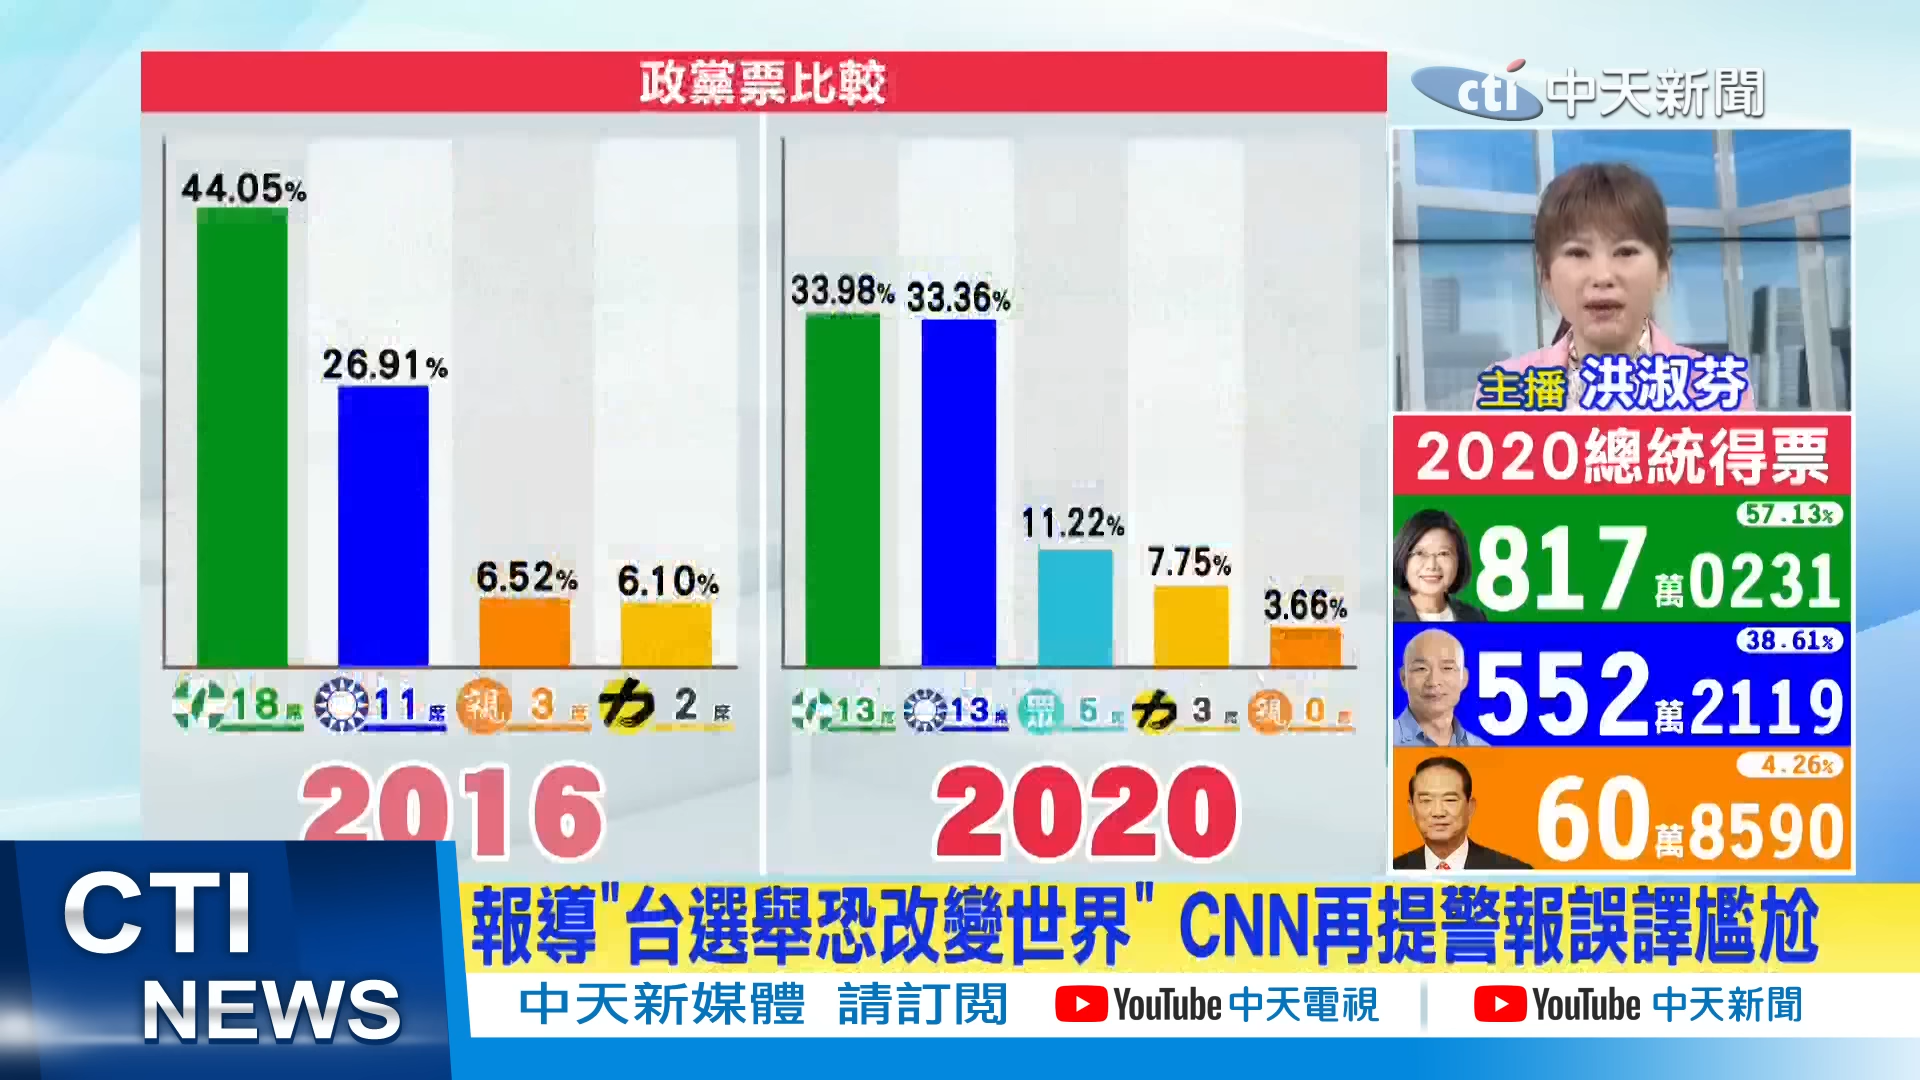 政黨票比較
cti 中天新聞
44.05%
26.91%
6.52%
6.10%
33.98%
33.36%
11.22%
7.75%
3.66%
18席
11席
親 3席
力 2席
13席
13席
眾 5席
力 3席
親 0席
2016
2020
主播 洪淑芬
2020總統得票
57.13%
817萬0231
38.61%
552萬2119
4.26%
60萬8590
報導"台選舉恐改變世界" CNN再提警報誤譯尷尬
CTI
NEWS
中天新媒體 請訂閱 YouTube 中天電視 YouTube 中天新聞